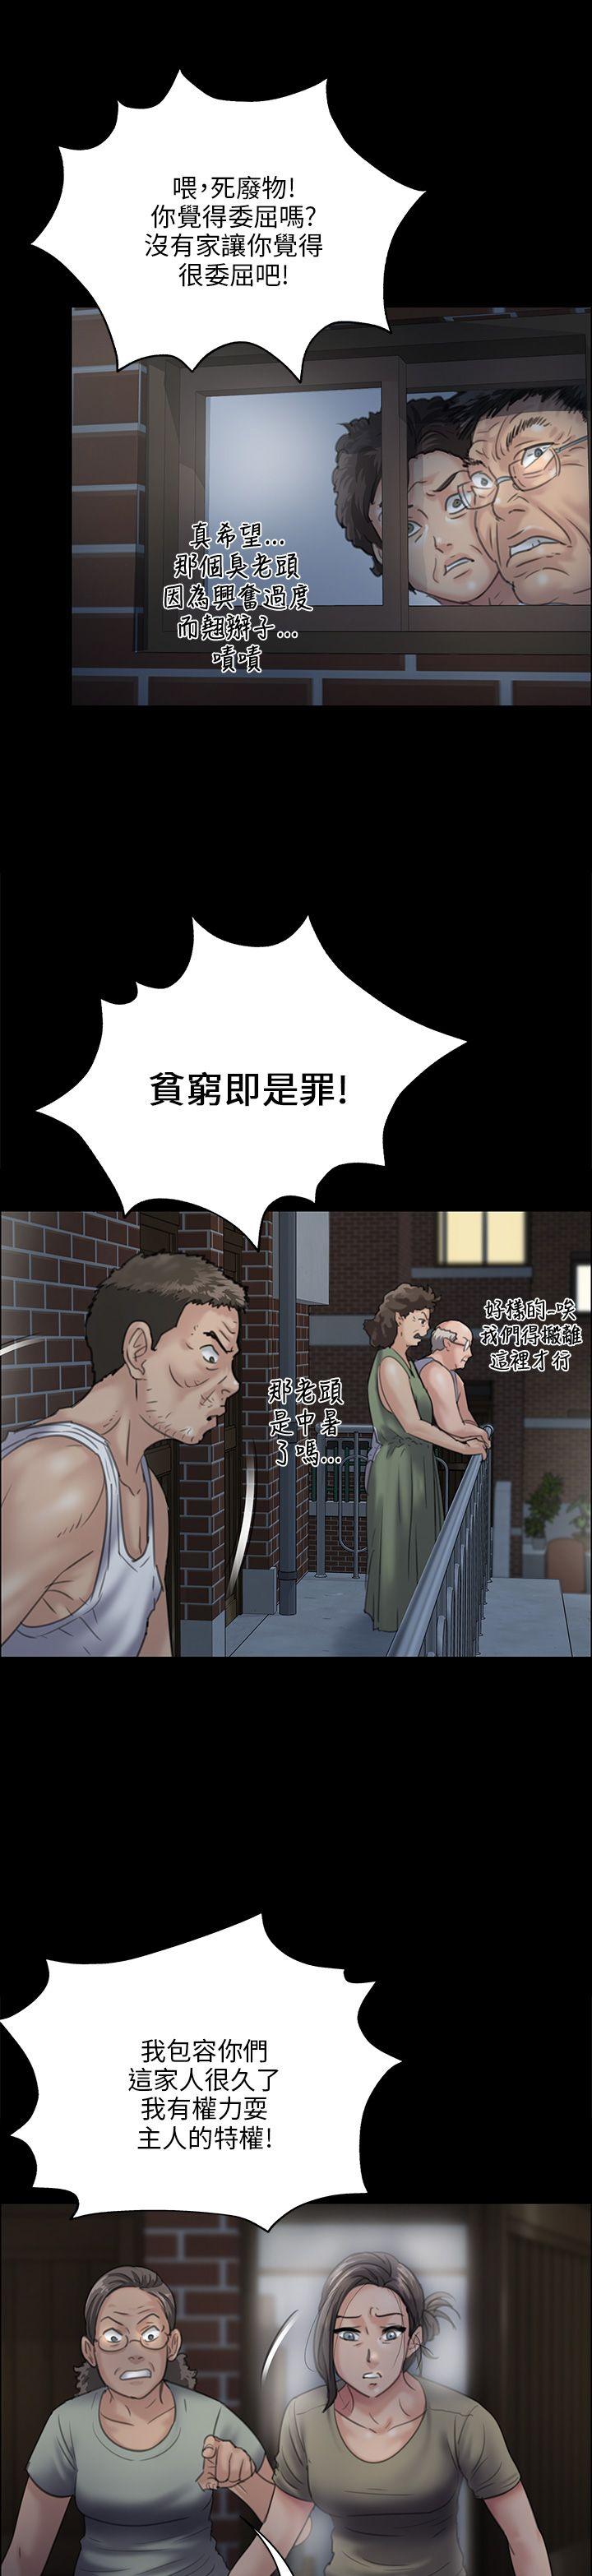 喂,死廢物!
你覺得委屈嗎?
沒有家讓你覺得
很委屈吧!
真希望...
那個臭老頭
因為興奮過度
而翹辮子...
嘖嘖
貧窮即是罪!
好樣的~唉
我們得撤離
這裡才行
那老頭
是中暑
了嗎...
我包容你們
這家人很久了
我有權力耍
主人的特權!